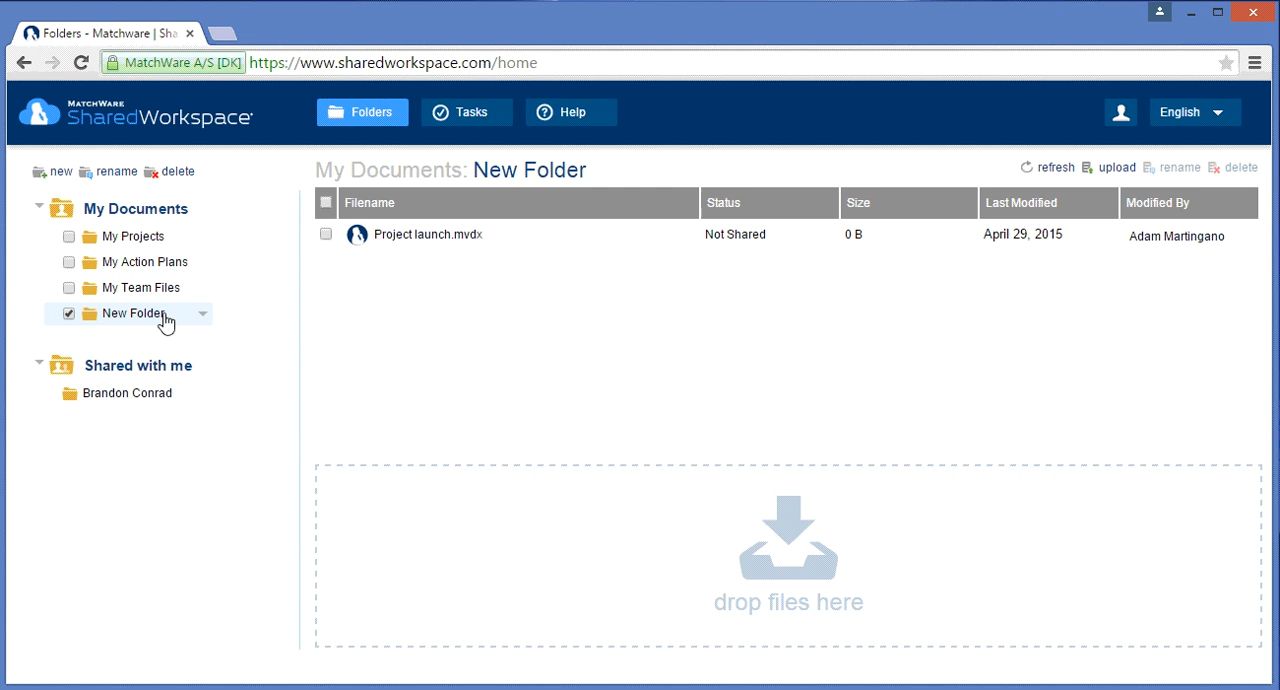 Folders - Matchware | Sha
MatchWare A/S [DK] https://www.sharedworkspace.com/home
MATCHWARE
SharedWorkspace
Folders Tasks Help English
new rename delete
My Documents
My Projects
My Action Plans
My Team Files
New Folder
Shared with me
Brandon Conrad
My Documents: New Folder
refresh upload rename delete
Filename Status Size Last Modified Modified By
Project launch.mvdx Not Shared 0 B April 29, 2015 Adam Martingano
drop files here